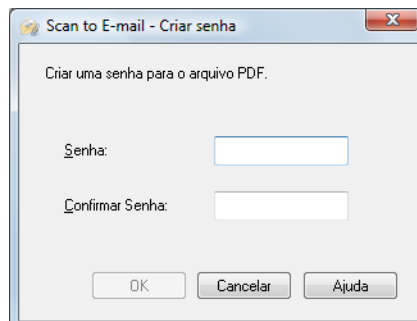 Scan to E-mail - Criar senha
Criar uma senha para o arquivo PDF.
Senha:
Confirmar Senha:
OK Cancelar Ajuda